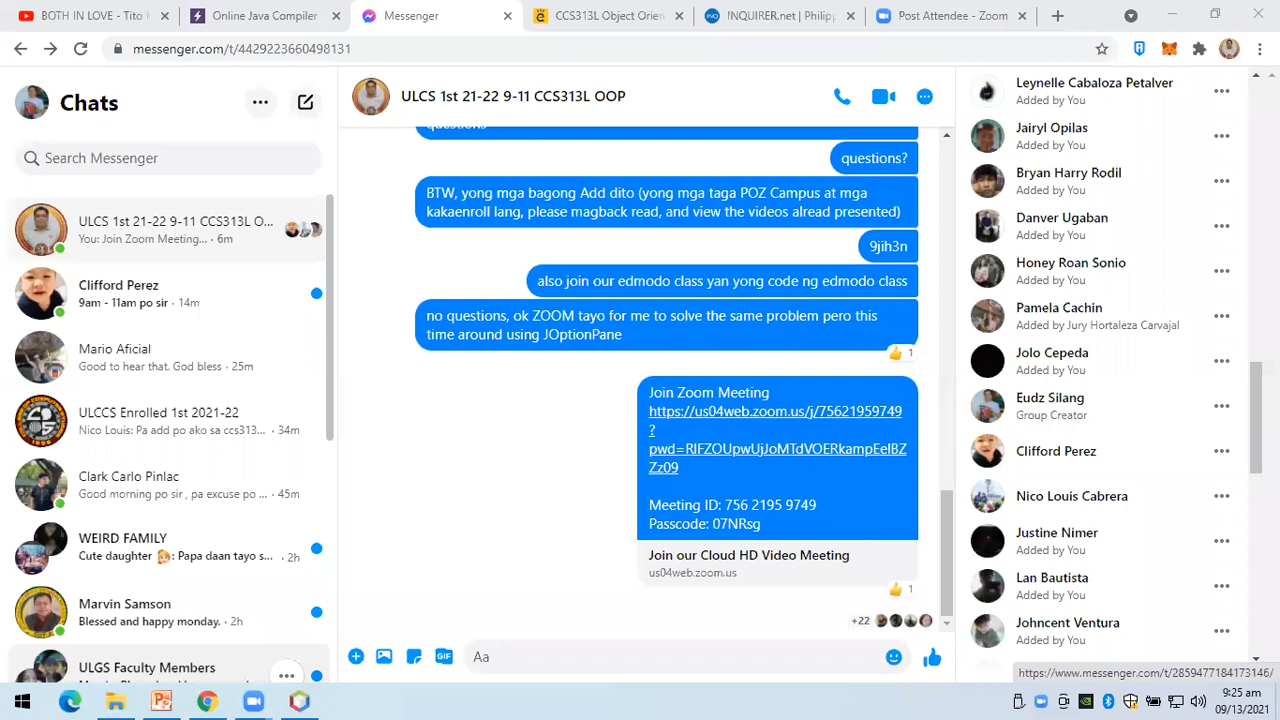 BOTH IN LOVE - Tito
Online Java Compiler
Messenger
CCS313L Object Orien
INQUIRER.net | Philipp
Post Attendee - Zoom
messenger.com/t/4429223660498131
Chats
Search Messenger
ULCS 1st 21-22 9-11 CCS313L O...
You: Join Zoom Meeting... · 6m
Clifford Perez
9am - 11am po sir · 14m
Mario Aficial
Good to hear that. God bless · 25m
ULCCS Enrolled 1st 2021-22
Nico Louis: Pa add po ako sa ccs313... · 34m
Clark Carlo Pinlac
Good morning po sir , pa excuse po ... · 45m
WEIRD FAMILY
Cute daughter 👧: Papa daan tayo s... · 2h
Marvin Samson
Blessed and happy monday. · 2h
ULGS Faculty Members
ULCS 1st 21-22 9-11 CCS313L OOP
questions
questions?
BTW, yong mga bagong Add dito (yong mga taga POZ Campus at mga
kakaenroll lang, please magback read, and view the videos alread presented)
9jih3n
also join our edmodo class yan yong code ng edmodo class
no questions, ok ZOOM tayo for me to solve the same problem pero this
time around using JOptionPane
1
Join Zoom Meeting
https://us04web.zoom.us/j/75621959749
?
pwd=RlFZOUpwUjJoMTdVOERkampEelBZ
Zz09
Meeting ID: 756 2195 9749
Passcode: 07NRsg
Join our Cloud HD Video Meeting
us04web.zoom.us
1
+22
GIF
Aa
Leynelle Cabaloza Petalver
Added by You
Jairyl Opilas
Added by You
Bryan Harry Rodil
Added by You
Danver Ugaban
Added by You
Honey Roan Sonio
Added by You
Pamela Cachin
Added by Jury Hortaleza Carvajal
Jolo Cepeda
Added by You
Eudz Silang
Group Creator
Clifford Perez
Nico Louis Cabrera
Justine Nimer
Added by You
Lan Bautista
Added by You
Johncent Ventura
Added by You
https://www.messenger.com/t/2859477184173146/
9:25 am
09/13/2021